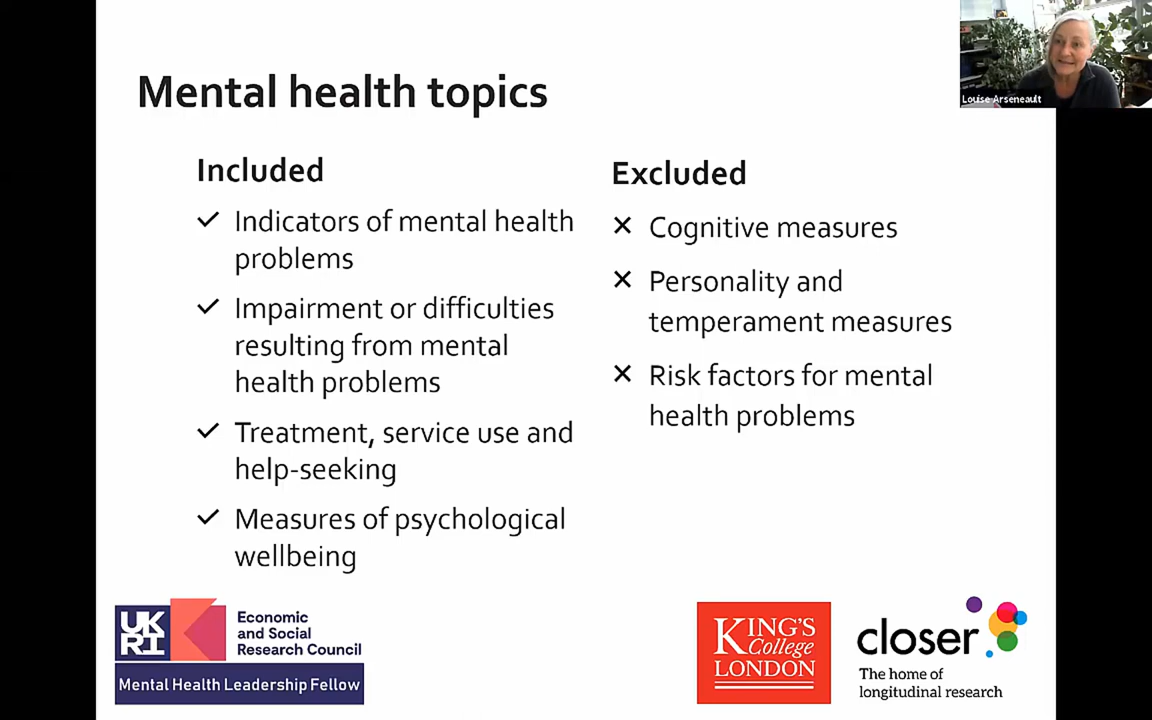 Louise Arseneault
Mental health topics
Included
✓ Indicators of mental health
problems
✓ Impairment or difficulties
resulting from mental
health problems
✓ Treatment, service use and
help-seeking
✓ Measures of psychological
wellbeing
Excluded
✕ Cognitive measures
✕ Personality and
temperament measures
✕ Risk factors for mental
health problems
UK
RI
Economic
and Social
Research Council
Mental Health Leadership Fellow
KING'S
College
LONDON
closer
The home of
longitudinal research